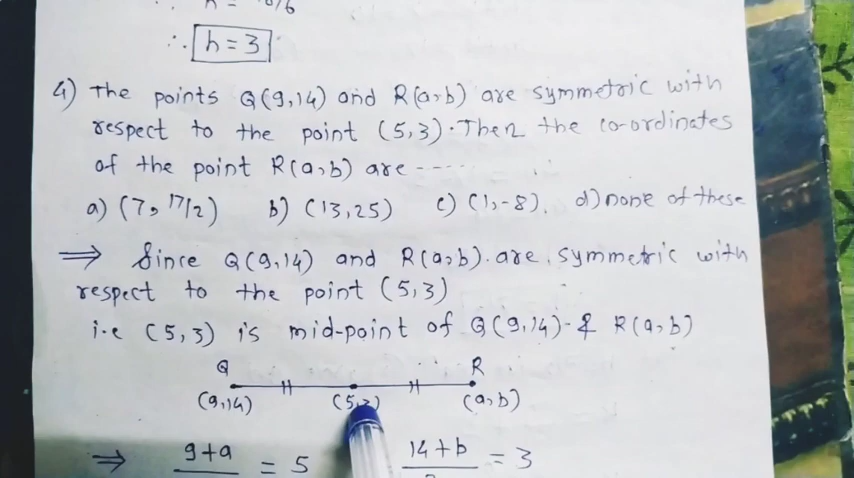 ∴ h = 3
4) The points Q(9,14) and R(a,b) are symmetric with
respect to the point (5,3). Then the co-ordinates
of the point R(a,b) are -----
a) (7, 17/2) b) (13,25) c) (1,-8). d) none of these
⇒ Since Q(9,14) and R(a,b). are symmetric with
respect to the point (5,3)
i.e (5,3) is mid-point of Q(9,14) & R(a,b)
Q R
(9,14) (5,3) (a,b)
⇒ 9+a = 5 14+b = 3